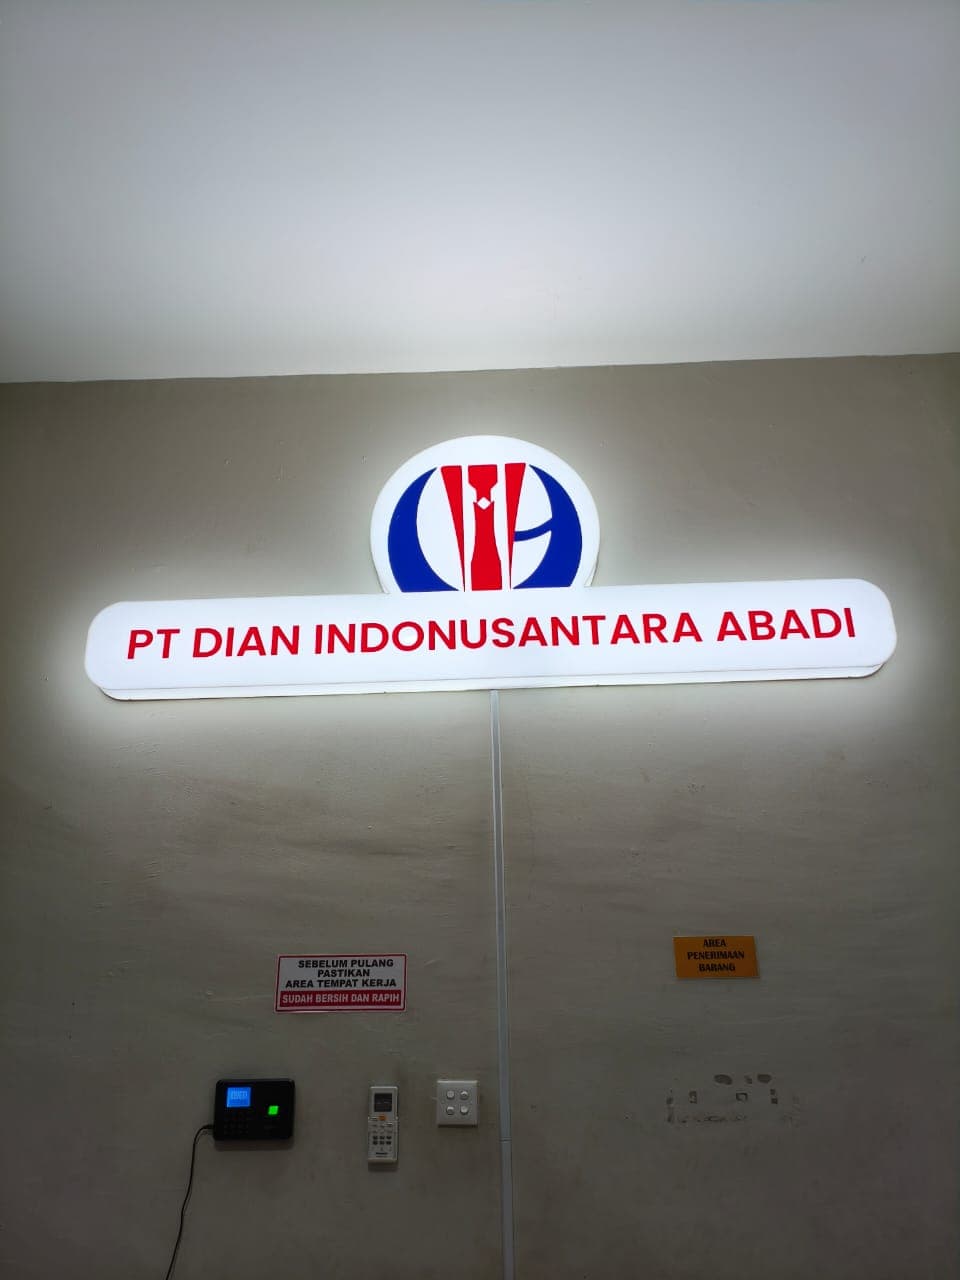 PT DIAN INDONUSANTARA ABADI
SEBELUM PULANG
PASTIKAN
AREA TEMPAT KERJA
SUDAH BERSIH DAN RAPIH
AREA
PENERIMAAN
BARANG